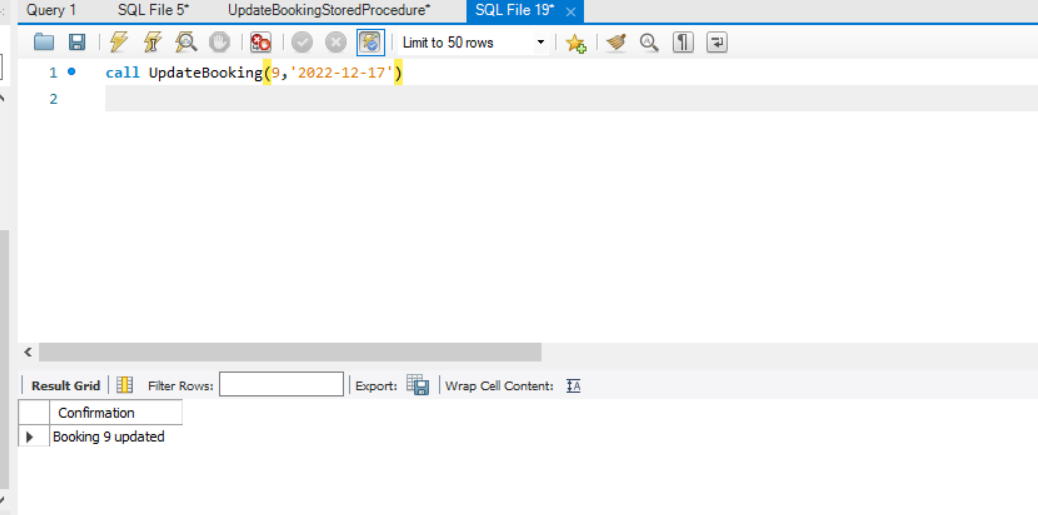 Query 1 SQL File 5* UpdateBookingStoredProcedure* SQL File 19*
Limit to 50 rows
1 call UpdateBooking(9,'2022-12-17')
2
Result Grid Filter Rows: Export: Wrap Cell Content:
Confirmation
Booking 9 updated